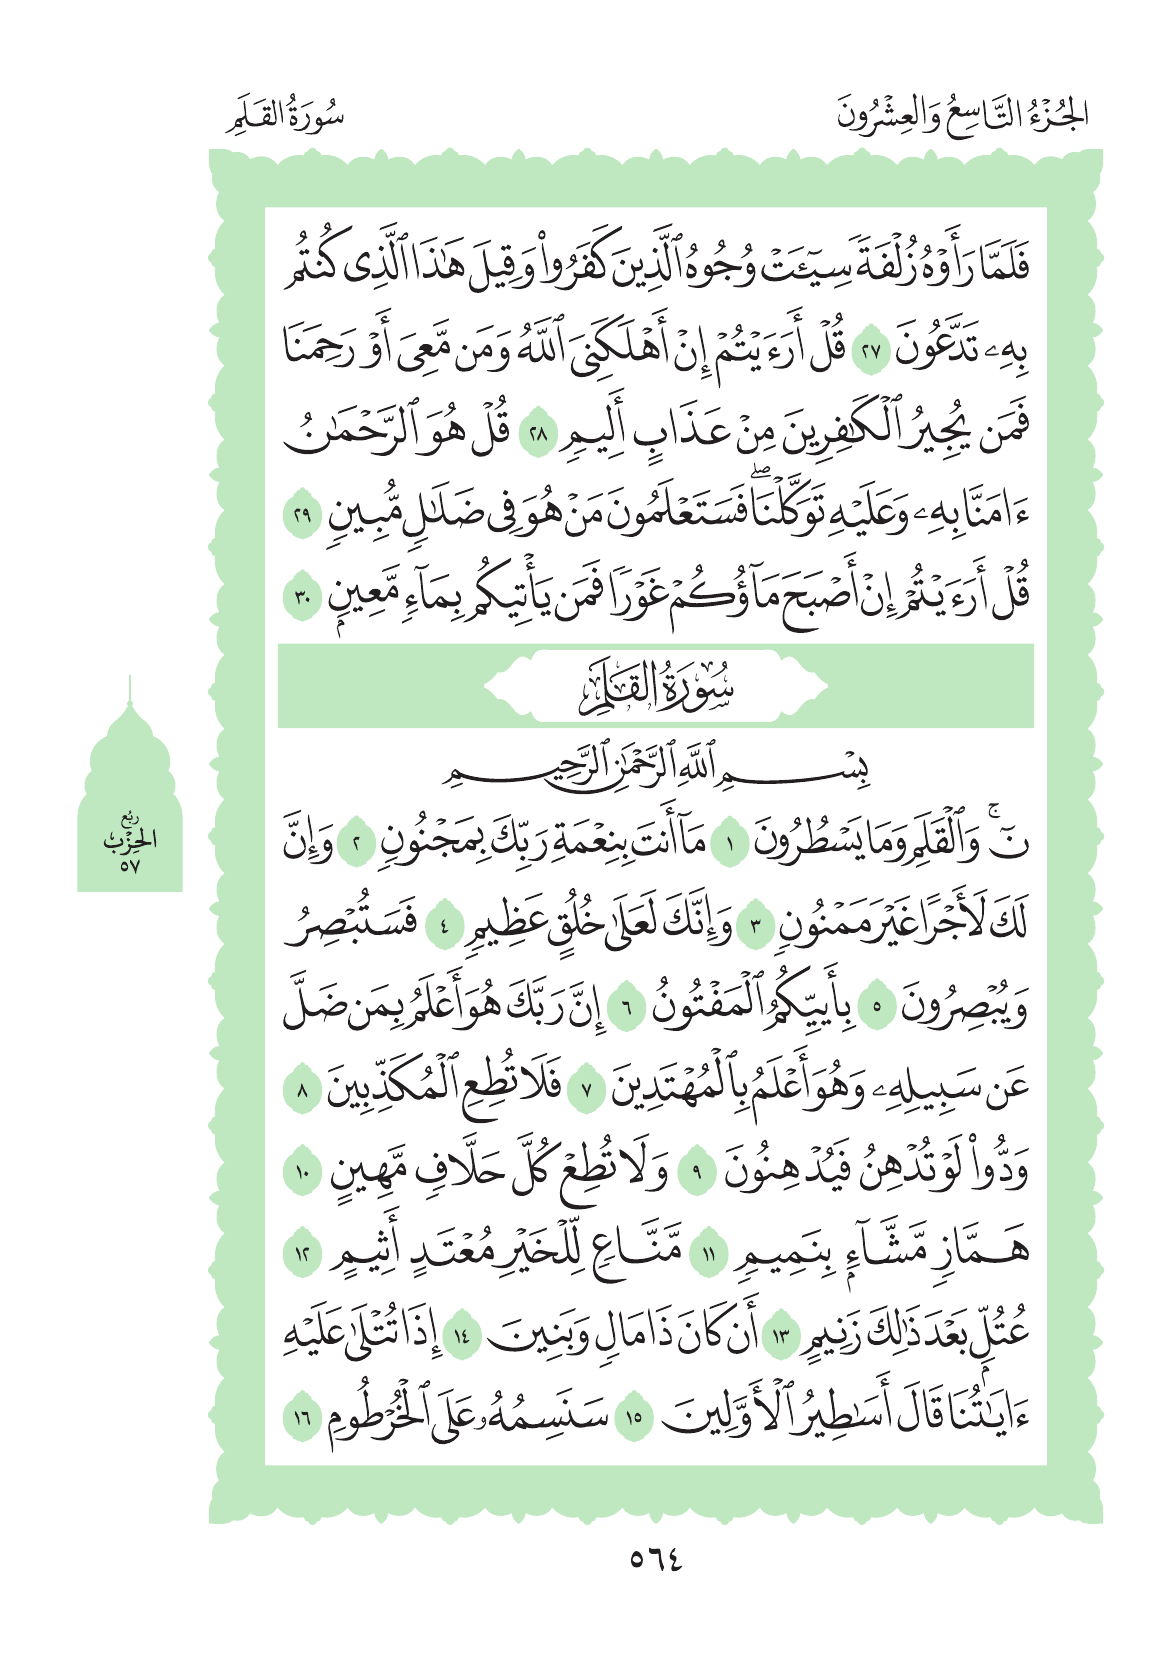 الجُزْءُ التَّاسِعُ وَالعِشْرُونَ
سُورَةُ القَلَمِ
فَلَمَّا رَأَوْهُ زُلْفَةً سِيٓـَٔتْ وُجُوهُ ٱلَّذِينَ كَفَرُوا۟ وَقِيلَ هَٰذَا ٱلَّذِى كُنتُم
بِهِۦ تَدَّعُونَ ٢٧ قُلْ أَرَءَيْتُمْ إِنْ أَهْلَكَنِىَ ٱللَّهُ وَمَن مَّعِىَ أَوْ رَحِمَنَا
فَمَن يُجِيرُ ٱلْكَٰفِرِينَ مِنْ عَذَابٍ أَلِيمٍ ٢٨ قُلْ هُوَ ٱلرَّحْمَٰنُ
ءَامَنَّا بِهِۦ وَعَلَيْهِ تَوَكَّلْنَاۖ فَسَتَعْلَمُونَ مَنْ هُوَ فِى ضَلَٰلٍ مُّبِينٍ ٢٩
قُلْ أَرَءَيْتُمْ إِنْ أَصْبَحَ مَآؤُكُمْ غَوْرًا فَمَن يَأْتِيكُم بِمَآءٍ مَّعِينٍۭ ٣٠
سُورَةُ القَلَمِ
بِسْمِ ٱللَّهِ ٱلرَّحْمَٰنِ ٱلرَّحِيمِ
نٓۚ وَٱلْقَلَمِ وَمَا يَسْطُرُونَ ١ مَآ أَنتَ بِنِعْمَةِ رَبِّكَ بِمَجْنُونٍ ٢ وَإِنَّ
لَكَ لَأَجْرًا غَيْرَ مَمْنُونٍ ٣ وَإِنَّكَ لَعَلَىٰ خُلُقٍ عَظِيمٍ ٤ فَسَتُبْصِرُ
وَيُبْصِرُونَ ٥ بِأَييِّكُمُ ٱلْمَفْتُونُ ٦ إِنَّ رَبَّكَ هُوَ أَعْلَمُ بِمَن ضَلَّ
عَن سَبِيلِهِۦ وَهُوَ أَعْلَمُ بِٱلْمُهْتَدِينَ ٧ فَلَا تُطِعِ ٱلْمُكَذِّبِينَ ٨
وَدُّوا۟ لَوْ تُدْهِنُ فَيُدْهِنُونَ ٩ وَلَا تُطِعْ كُلَّ حَلَّافٍ مَّهِينٍ ١٠
هَمَّازٍ مَّشَّآءٍۭ بِنَمِيمٍ ١١ مَّنَّاعٍ لِّلْخَيْرِ مُعْتَدٍ أَثِيمٍ ١٢
عُتُلٍّۭ بَعْدَ ذَٰلِكَ زَنِيمٍ ١٣ أَن كَانَ ذَا مَالٍ وَبَنِينَ ١٤ إِذَا تُتْلَىٰ عَلَيْهِ
ءَايَٰتُنَا قَالَ أَسَٰطِيرُ ٱلْأَوَّلِينَ ١٥ سَنَسِمُهُۥ عَلَى ٱلْخُرْطُومِ ١٦
رُبْع
الحِزْبُ
٥٧
٥٦٤